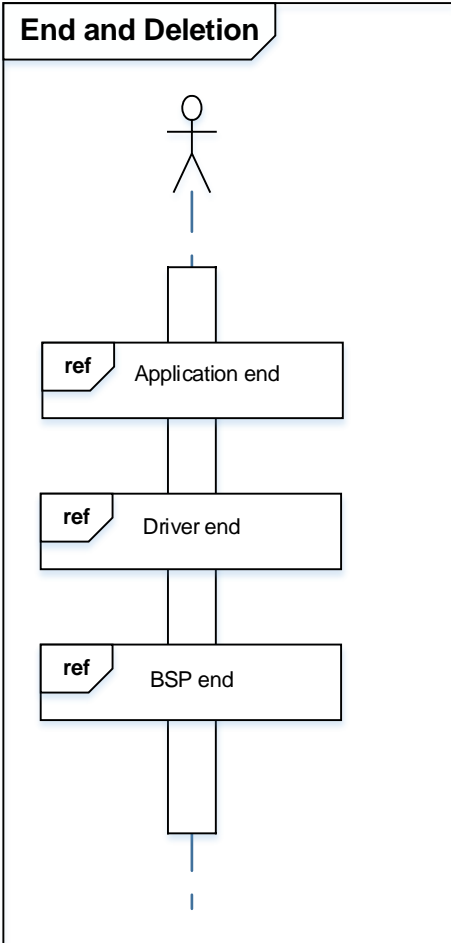 End and Deletion
ref
Application end
ref
Driver end
ref
BSP end